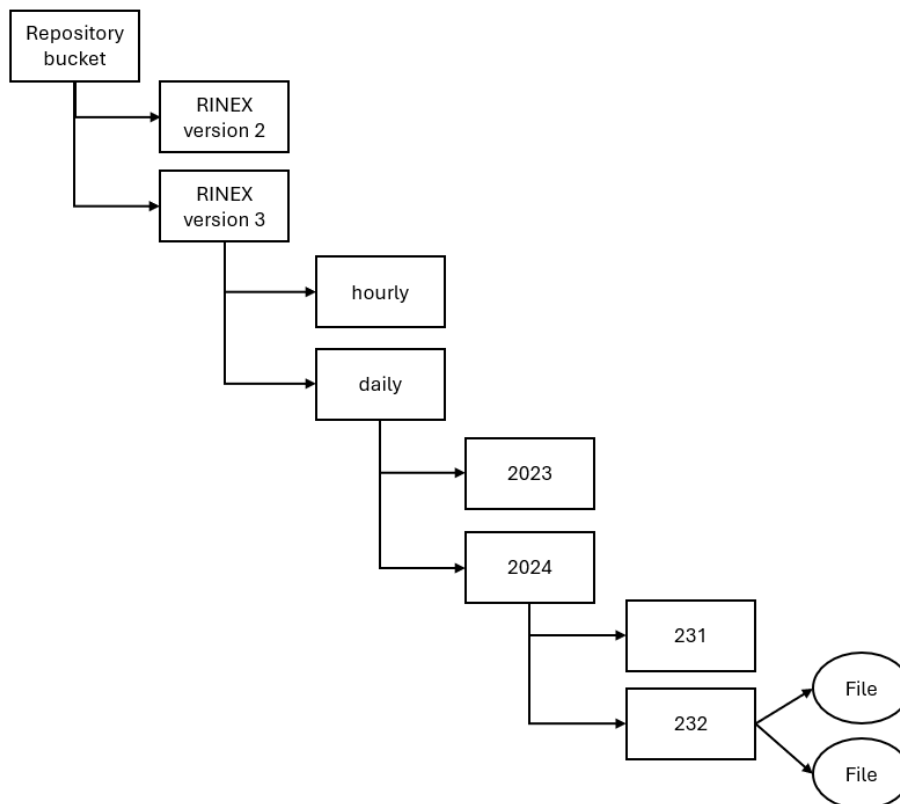 Repository
bucket
RINEX
version 2
RINEX
version 3
hourly
daily
2023
2024
231
232
File
File